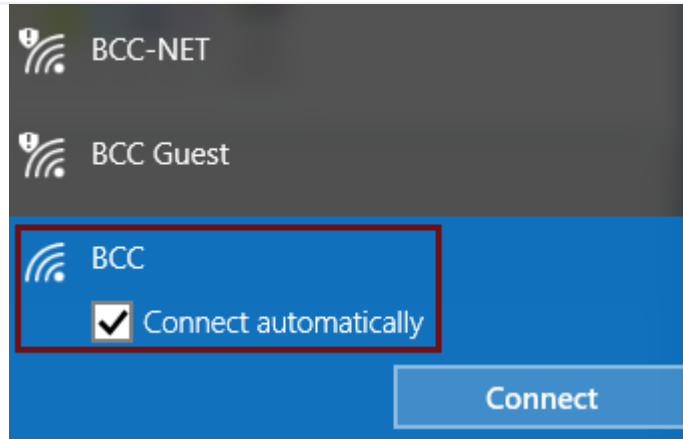 BCC-NET
BCC Guest
BCC
Connect automatically
Connect